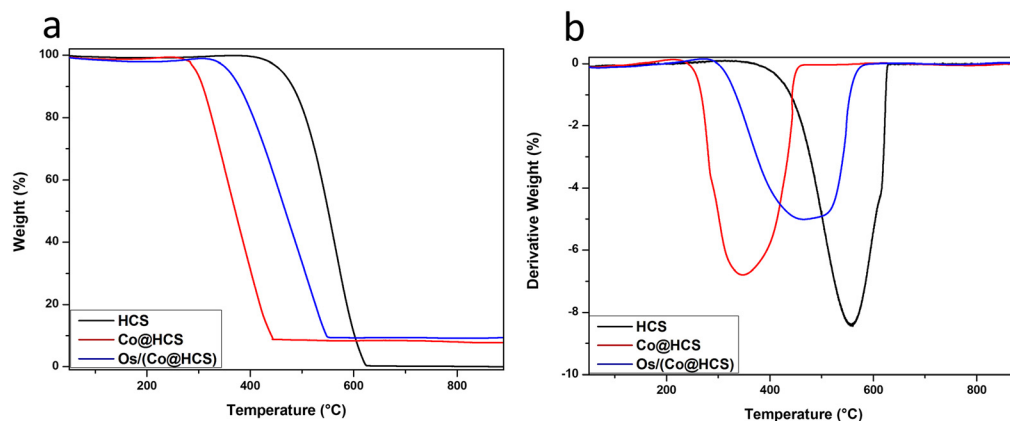 a
100
80
60
40
20
0
Weight (%)
HCS
Co@HCS
Os/(Co@HCS)
200 400 600 800
Temperature (°C)
b
0
-2
-4
-6
-8
-10
Derivative Weight (%)
HCS
Co@HCS
Os/(Co@HCS)
200 400 600 800
Temperature (°C)